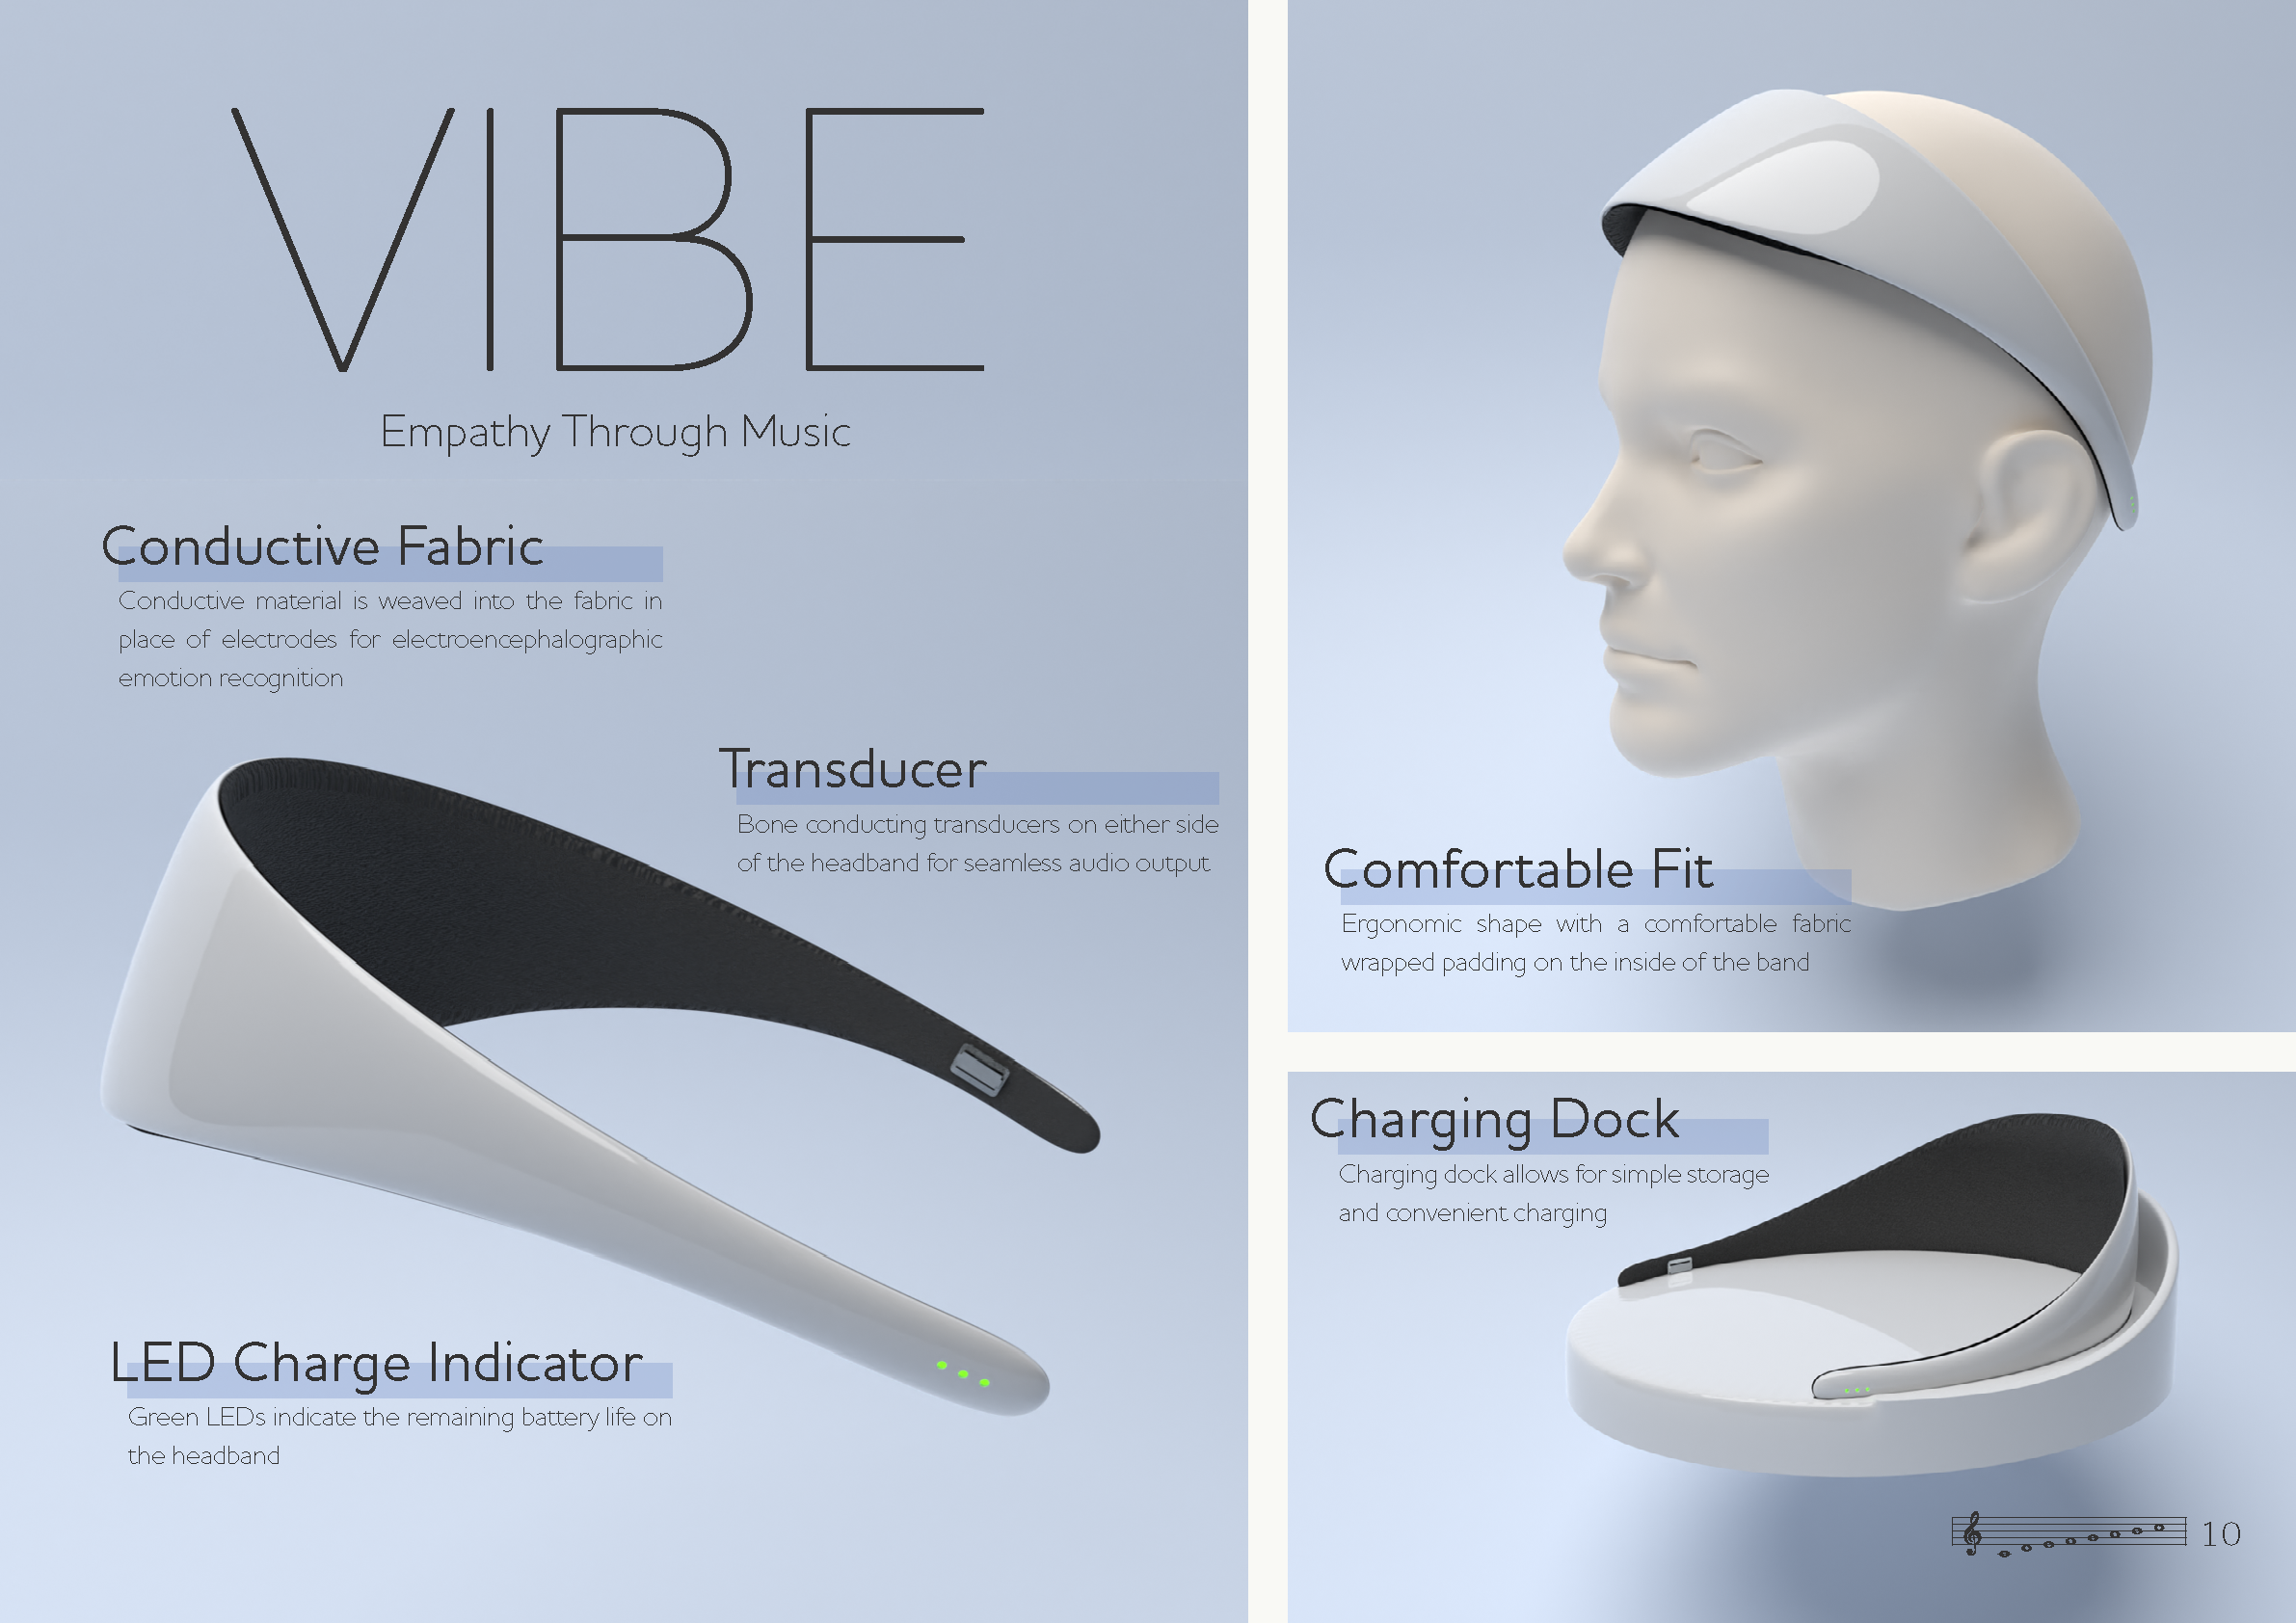 VIBE
Empathy Through Music
Conductive Fabric
Conductive material is weaved into the fabric in
place of electrodes for electroencephalographic
emotion recognition
Transducer
Bone conducting transducers on either side
of the headband for seamless audio output
LED Charge Indicator
Green LEDs indicate the remaining battery life on
the headband
Comfortable Fit
Ergonomic shape with a comfortable fabric
wrapped padding on the inside of the band
Charging Dock
Charging dock allows for simple storage
and convenient charging
10